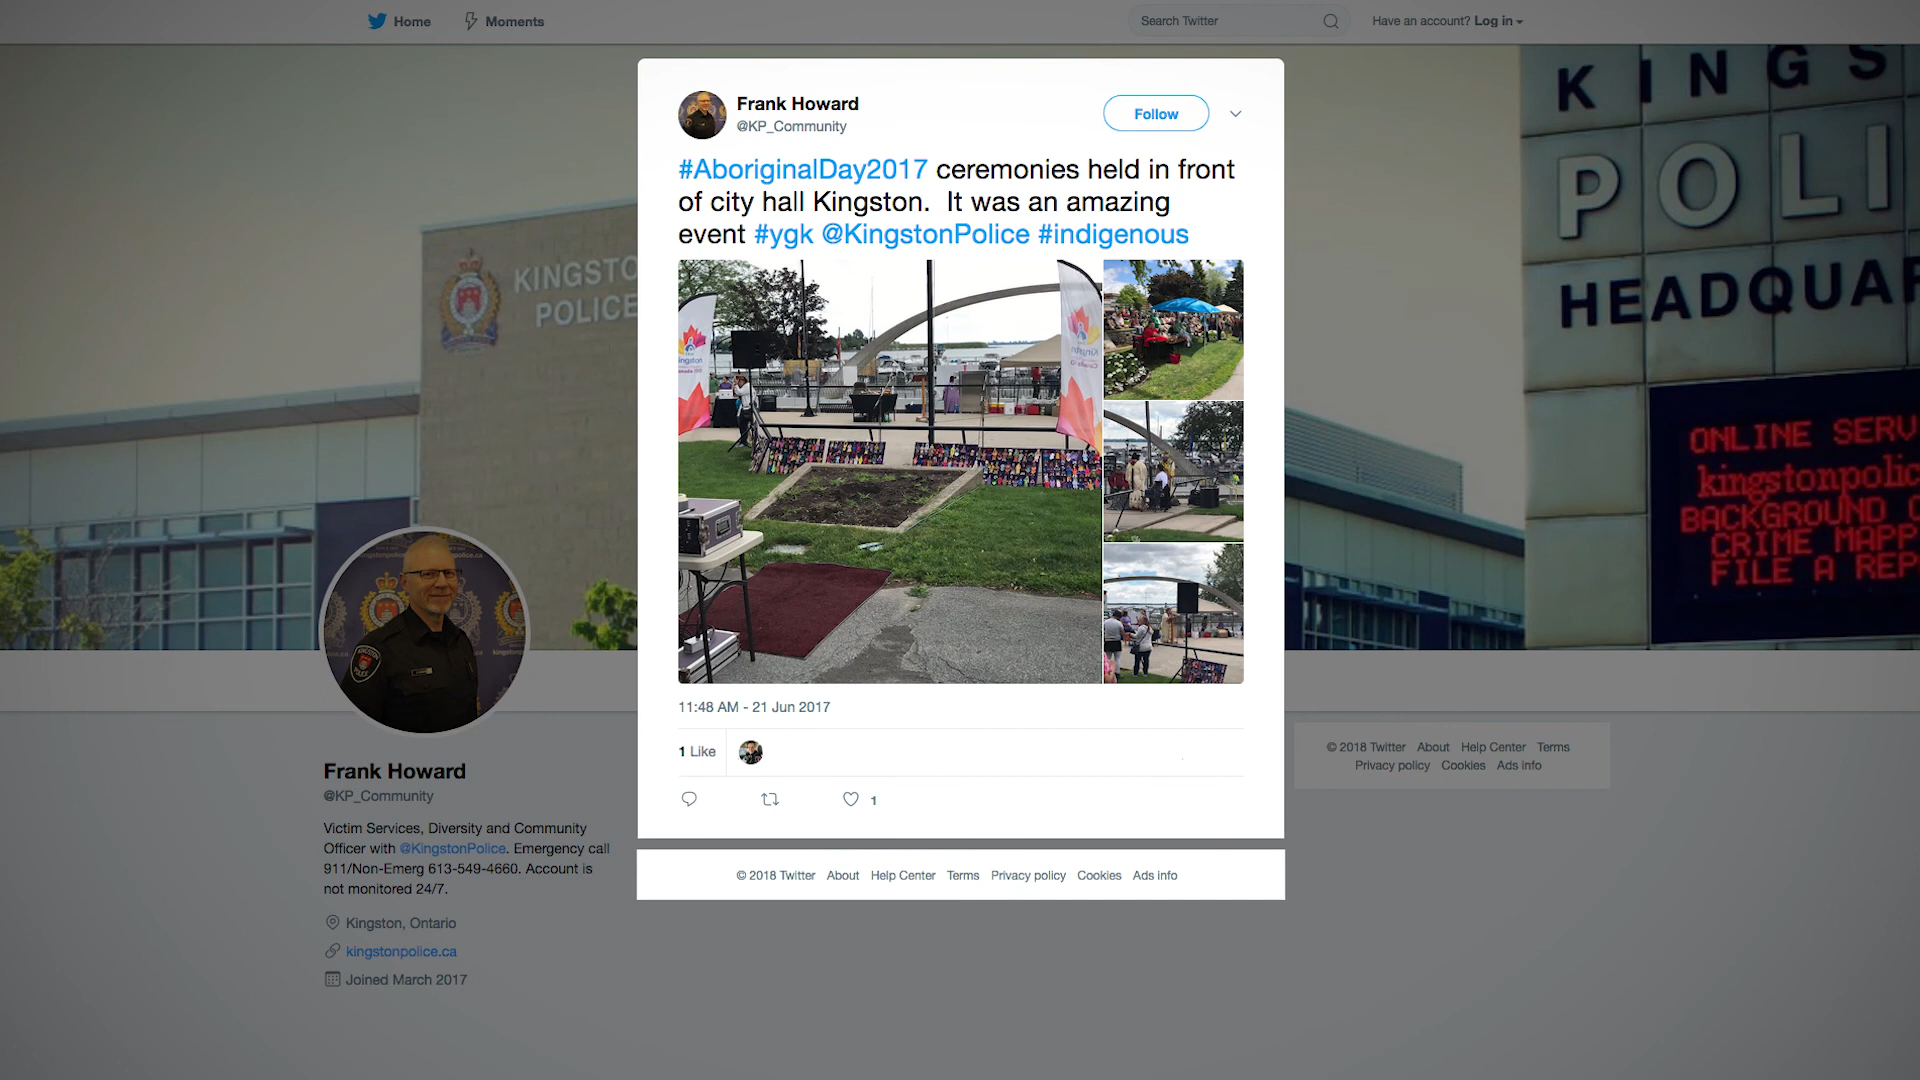 Home
Moments
Search Twitter
Have an account? Log in
KINGS
POLI
HEADQUAR
ONLINE SERV
kingstonpolic
BACKGROUND C
CRIME MAPP
FILE A REP
KINGSTO
POLICE
Frank Howard
@KP_Community
Follow
#AboriginalDay2017 ceremonies held in front
of city hall Kingston.  It was an amazing
event #ygk @KingstonPolice #indigenous
11:48 AM - 21 Jun 2017
1 Like
1
© 2018 Twitter About Help Center Terms Privacy policy Cookies Ads info
Frank Howard
@KP_Community
Victim Services, Diversity and Community
Officer with @KingstonPolice. Emergency call
911/Non-Emerg 613-549-4660. Account is
not monitored 24/7.
Kingston, Ontario
kingstonpolice.ca
Joined March 2017
© 2018 Twitter About Help Center Terms
Privacy policy Cookies Ads info